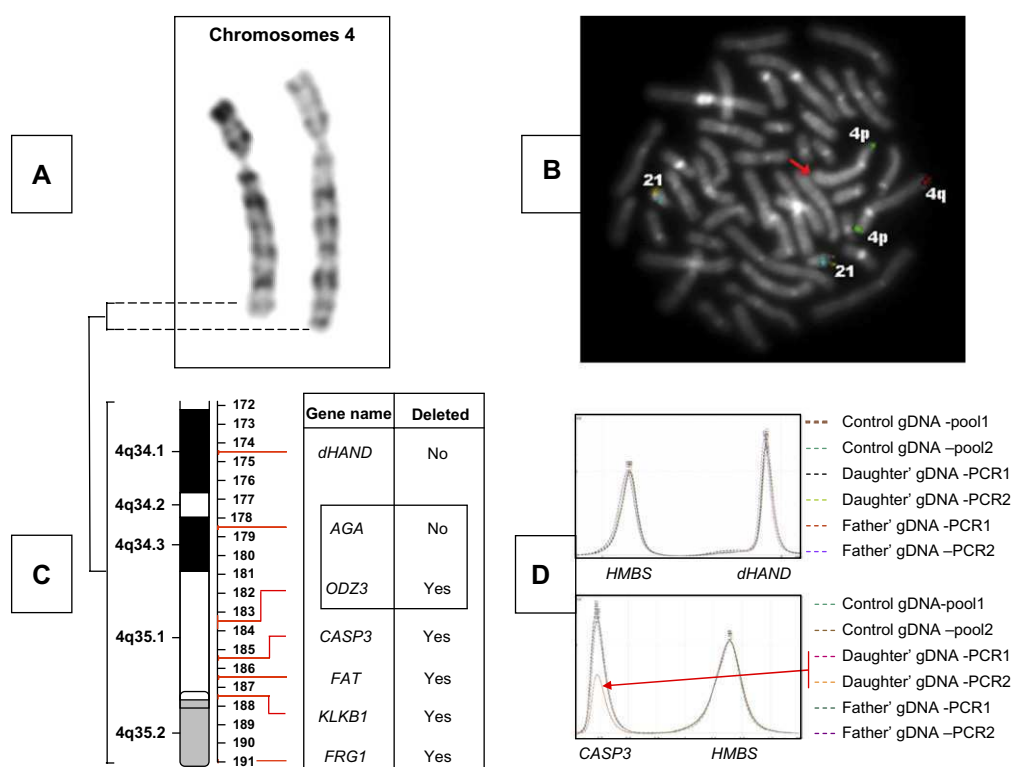 A
Chromosomes 4
B
4p
21
4q
4p
21
C
172
173
174
4q34.1
175
176
177
4q34.2
178
179
4q34.3
180
181
182
183
184
4q35.1
185
186
187
188
189
4q35.2
190
191
Gene name Deleted
dHAND No
AGA No
ODZ3 Yes
CASP3 Yes
FAT Yes
KLKB1 Yes
FRG1 Yes
D
HMBS dHAND
Control gDNA -pool1
Control gDNA –pool2
Daughter' gDNA -PCR1
Daughter' gDNA -PCR2
Father' gDNA -PCR1
Father' gDNA –PCR2
CASP3 HMBS
Control gDNA-pool1
Control gDNA –pool2
Daughter' gDNA -PCR1
Daughter' gDNA -PCR2
Father' gDNA -PCR1
Father' gDNA –PCR2